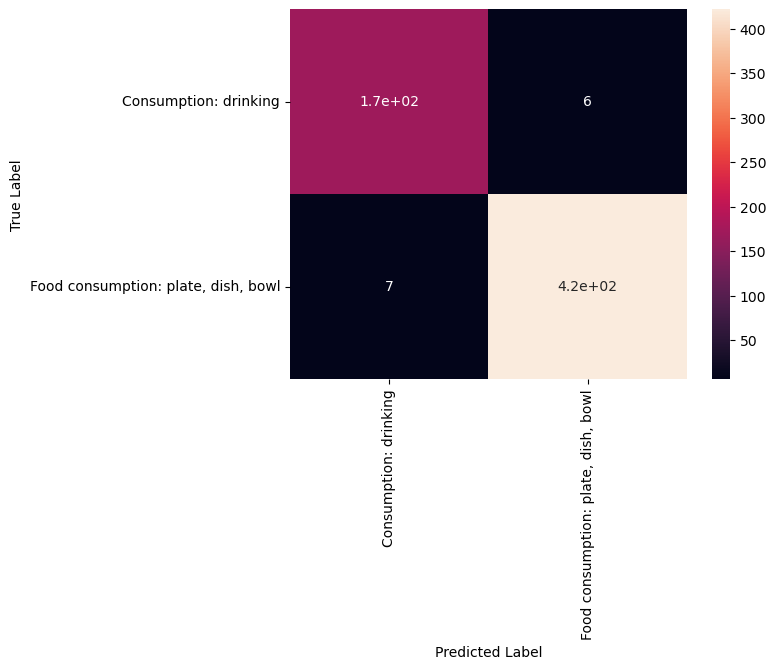 True Label
Consumption: drinking
1.7e+02
6
Food consumption: plate, dish, bowl
7
4.2e+02
400
350
300
250
200
150
100
50
Consumption: drinking
Food consumption: plate, dish, bowl
Predicted Label